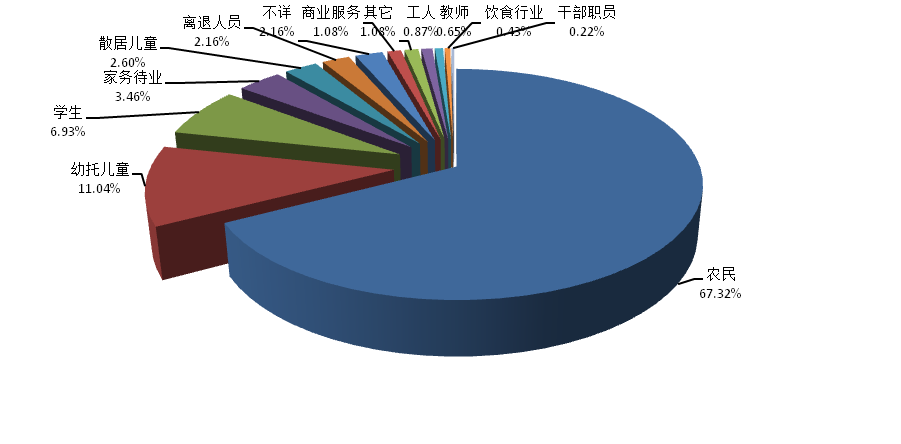 不详
2.16%
商业服务
1.08%
其它
1.08%
工人
0.87%
教师
0.65%
饮食行业
0.43%
干部职员
0.22%
离退人员
2.16%
散居儿童
2.60%
家务待业
3.46%
学生
6.93%
幼托儿童
11.04%
农民
67.32%